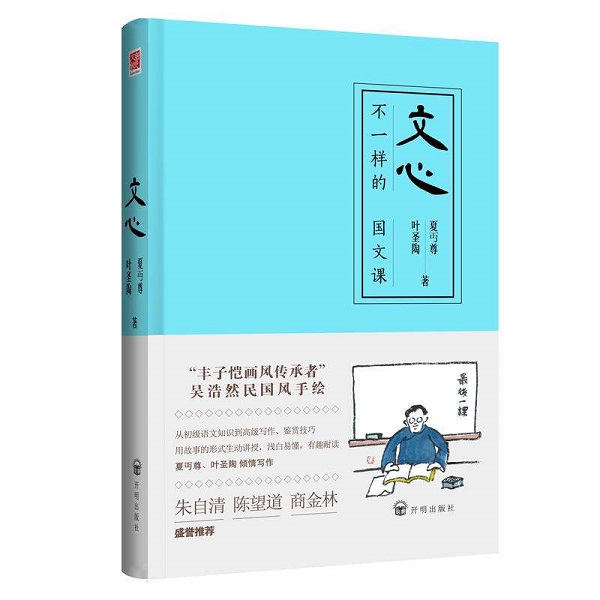 文心
不一样的 国文课
夏丏尊
叶圣陶
著
“丰子恺画风传承者”
吴浩然民国风手绘
从初级语文知识到高级写作、鉴赏技巧
用故事的形式生动讲授，浅白易懂，有趣耐读
夏丏尊、叶圣陶 倾情写作
朱自清 陈望道 商金林
盛誉推荐
最后一课
开明出版社
文心
夏丏尊
叶圣陶
著
开明出版社